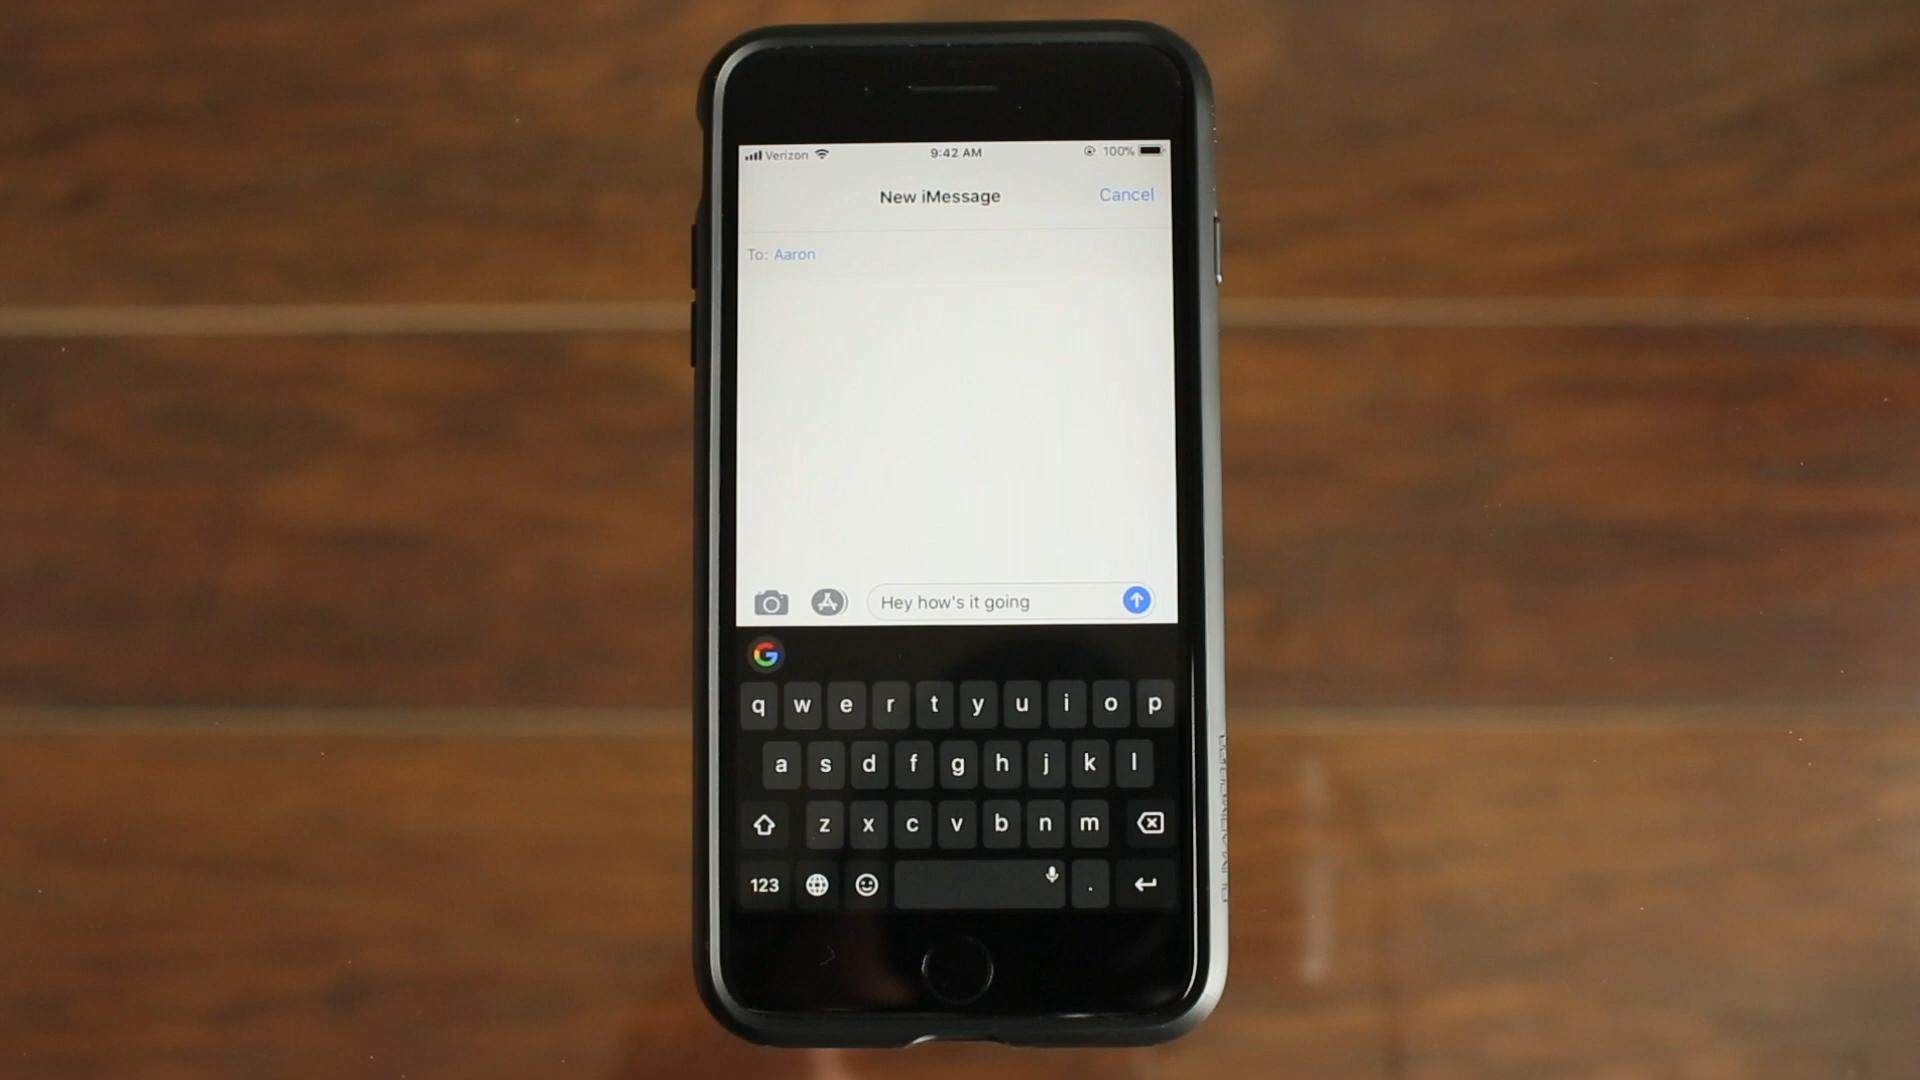 Verizon 9:42 AM 100%
New iMessage Cancel
To: Aaron
Hey how's it going
G
q w e r t y u i o p
a s d f g h j k l
z x c v b n m
123 .